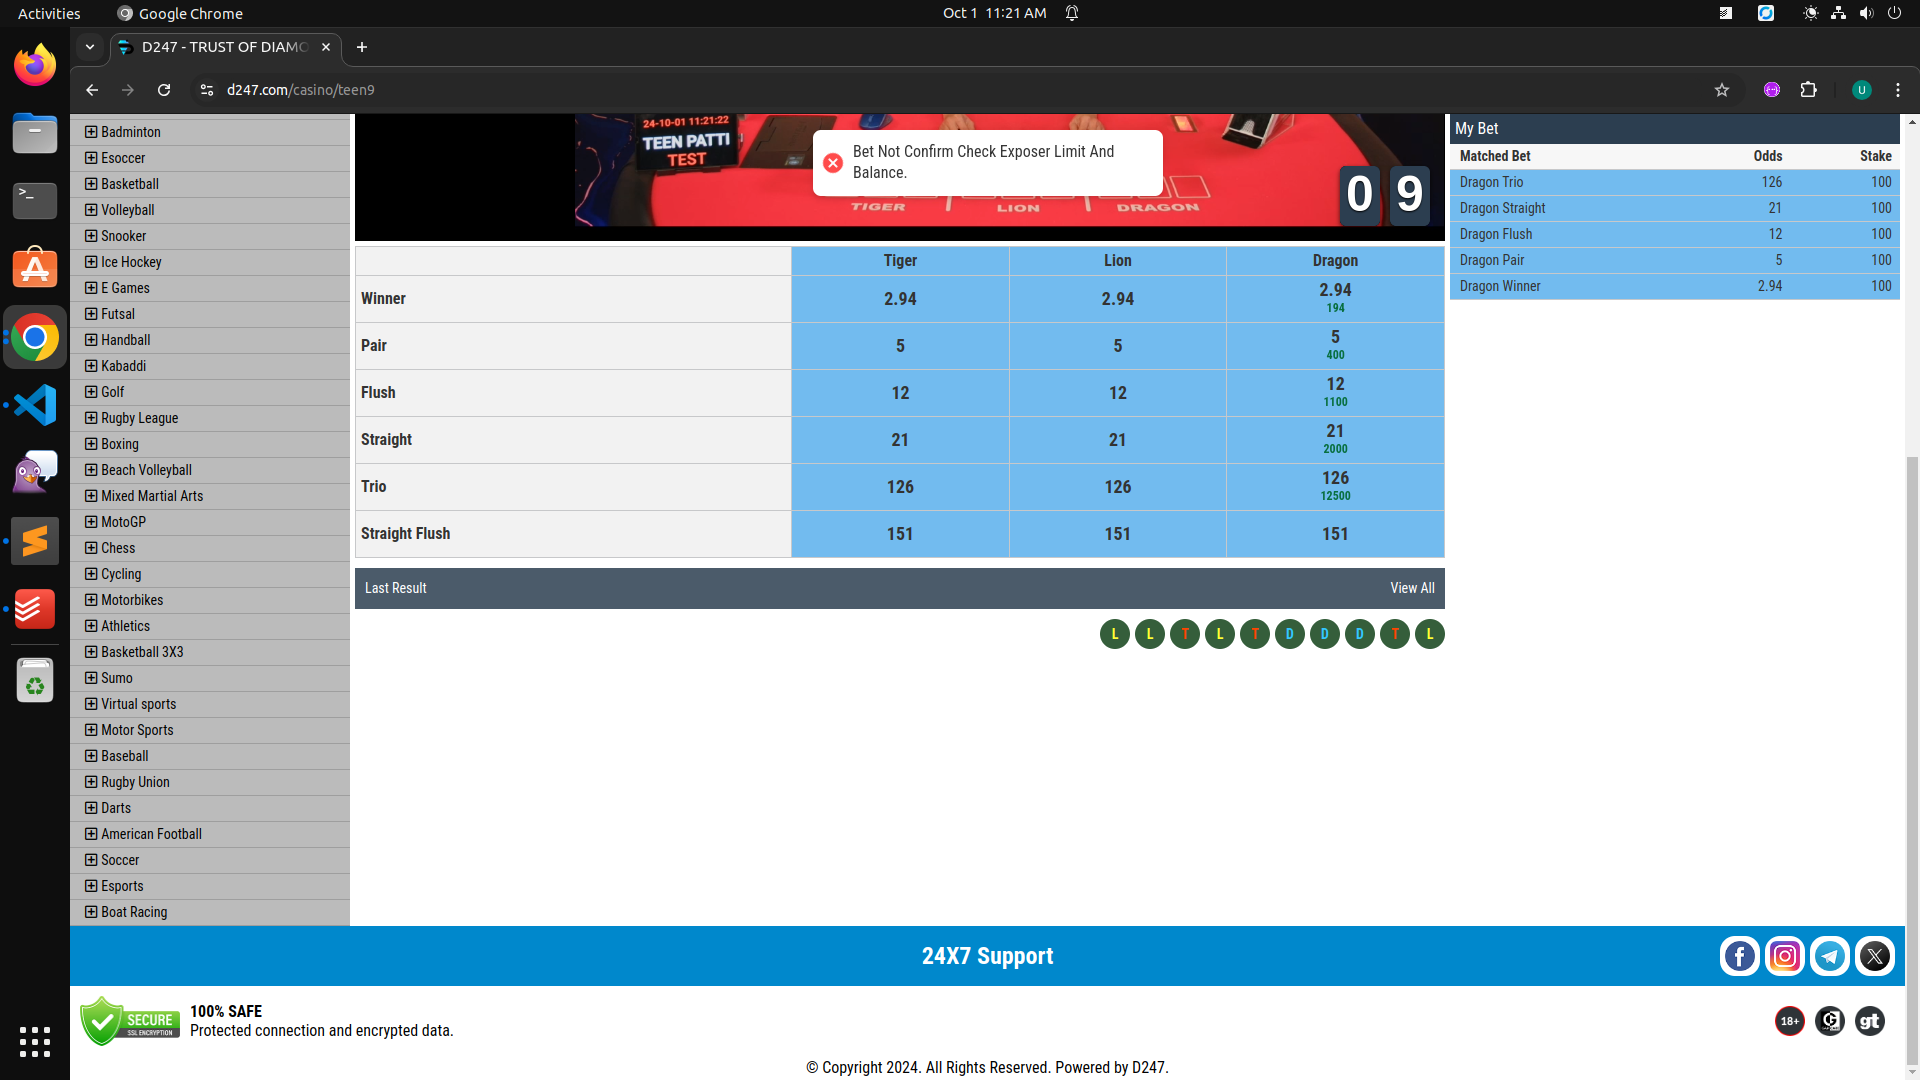 Activities
Google Chrome
Oct 1 11:21 AM
D247 - TRUST OF DIAMO
d247.com/casino/teen9
U
Badminton
Esoccer
Basketball
Volleyball
Snooker
Ice Hockey
E Games
Futsal
Handball
Kabaddi
Golf
Rugby League
Boxing
Beach Volleyball
Mixed Martial Arts
MotoGP
Chess
Cycling
Motorbikes
Athletics
Basketball 3X3
Sumo
Virtual sports
Motor Sports
Baseball
Rugby Union
Darts
American Football
Soccer
Esports
Boat Racing
24-10-01 11:21:22
TEEN PATTI
TEST
Bet Not Confirm Check Exposer Limit And
Balance.
TIGER LION DRAGON
0 9
Tiger Lion Dragon
Winner 2.94 2.94 2.94
194
Pair 5 5 5
400
Flush 12 12 12
1100
Straight 21 21 21
2000
Trio 126 126 126
12500
Straight Flush 151 151 151
Last Result View All
L L T L T D D D T L
My Bet
Matched Bet Odds Stake
Dragon Trio 126 100
Dragon Straight 21 100
Dragon Flush 12 100
Dragon Pair 5 100
Dragon Winner 2.94 100
24X7 Support
SECURE
SSL ENCRYPTION
100% SAFE
Protected connection and encrypted data.
18+
G
gt
© Copyright 2024. All Rights Reserved. Powered by D247.